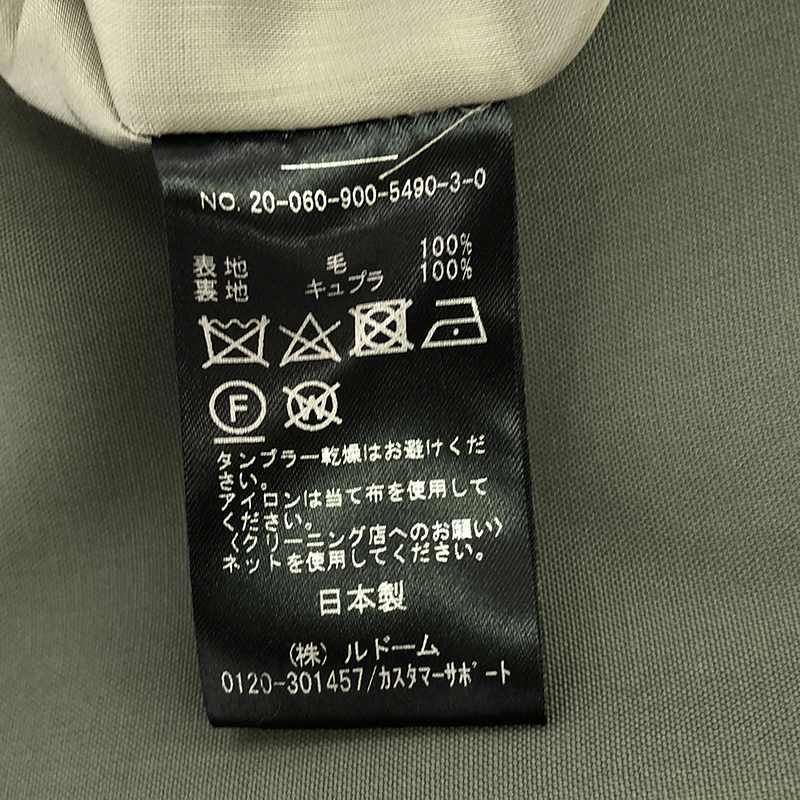 NO. 20-060-900-5490-3-0
表地 毛 100%
裏地 キュプラ 100%
F W
タンブラー乾燥はお避けくだ
さい。
アイロンは当て布を使用して
ください。
〈クリーニング店へのお願い〉
ネットを使用してください。
日本製
(株) ルドーム
0120-301457/カスタマーサポート